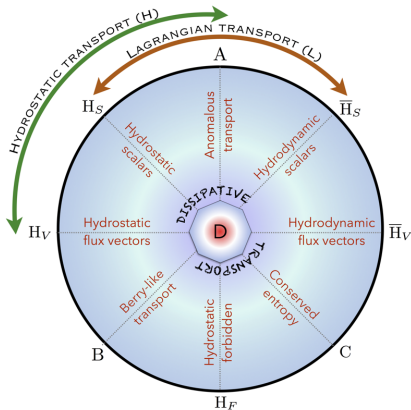 HYDROSTATIC TRANSPORT (H)
LAGRANGIAN TRANSPORT (L)
A
H_S
H̅_S
Anomalous
transport
Hydrostatic
scalars
Hydrodynamic
scalars
DISSIPATIVE
H_V
Hydrostatic
flux vectors
D
Hydrodynamic
flux vectors
H̅_V
TRANSPORT
Berry-like
transport
Hydrostatic
forbidden
Conserved
entropy
B
C
H_F